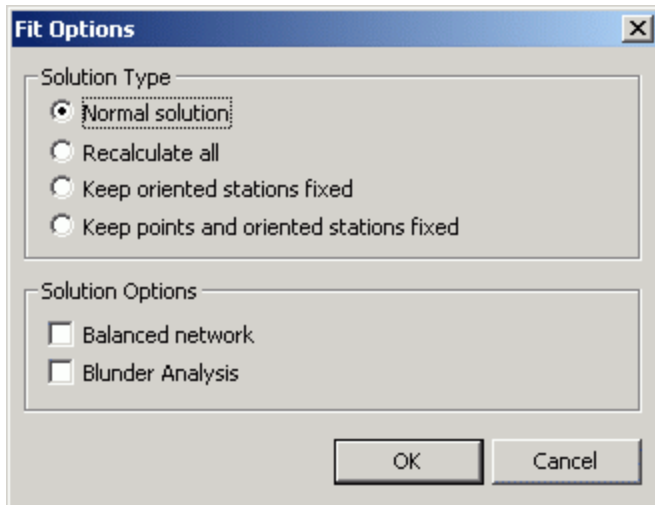 Fit Options
Solution Type
Normal solution
Recalculate all
Keep oriented stations fixed
Keep points and oriented stations fixed
Solution Options
Balanced network
Blunder Analysis
OK
Cancel